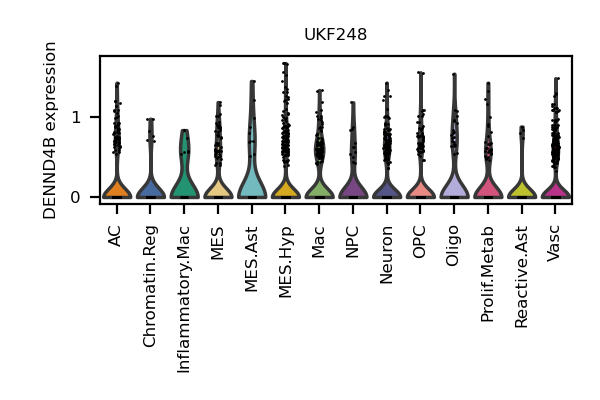 UKF248
DENND4B expression
1
0
AC
Chromatin.Reg
Inflammatory.Mac
MES
MES.Ast
MES.Hyp
Mac
NPC
Neuron
OPC
Oligo
Prolif.Metab
Reactive.Ast
Vasc